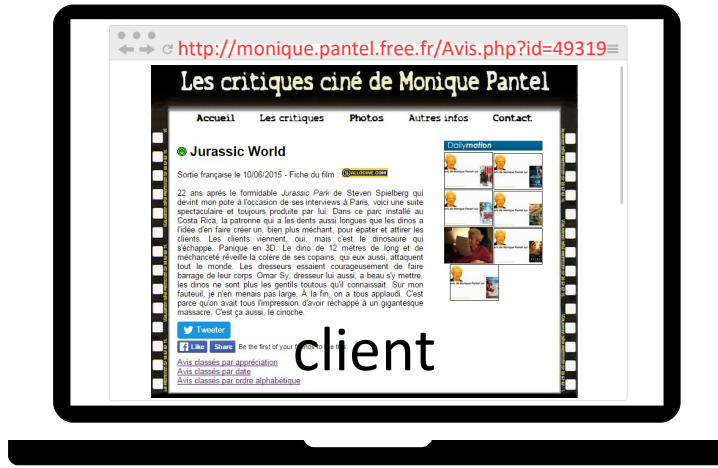 http://monique.pantel.free.fr/Avis.php?id=49319
Les critiques ciné de Monique Pantel
Accueil Les critiques Photos Autres infos Contact
Jurassic World
Dailymotion
Sortie française le 10/06/2015 - Fiche du film : ALLOCINE.COM
22 ans après le formidable Jurassic Park de Steven Spielberg qui
devint mon pote à l'occasion de ses interviews à Paris, voici une suite
spectaculaire et toujours produite par lui. Dans ce parc installé au
Costa Rica, la patronne qui a les dents aussi longues que les dinos a
l'idée d'en faire créer un, bien plus méchant, pour épater et attirer les
clients. Les clients viennent, oui, mais c'est le dinosaure qui
s'échappe. Panique en 3D. Le dino de 12 mètres de long et de
méchanceté réveille la colère de ses copains, qui eux aussi, attaquent
tout le monde. Les dresseurs essaient courageusement de faire
barrage de leur corps. Omar Sy, dresseur lui aussi, a beau s'y mettre,
les dinos ne sont plus les gentils toutous qu'il connaissait. Sur mon
fauteuil, je n'en menais pas large. À la fin, on a tous applaudi. C'est
parce qu'on avait tous l'impression d'avoir réchappé à un gigantesque
massacre. C'est ça aussi, le cinoche.
Tweeter
Like Share Be the first of your friends to like this.
client
Avis classés par appréciation
Avis classés par date
Avis classés par ordre alphabétique